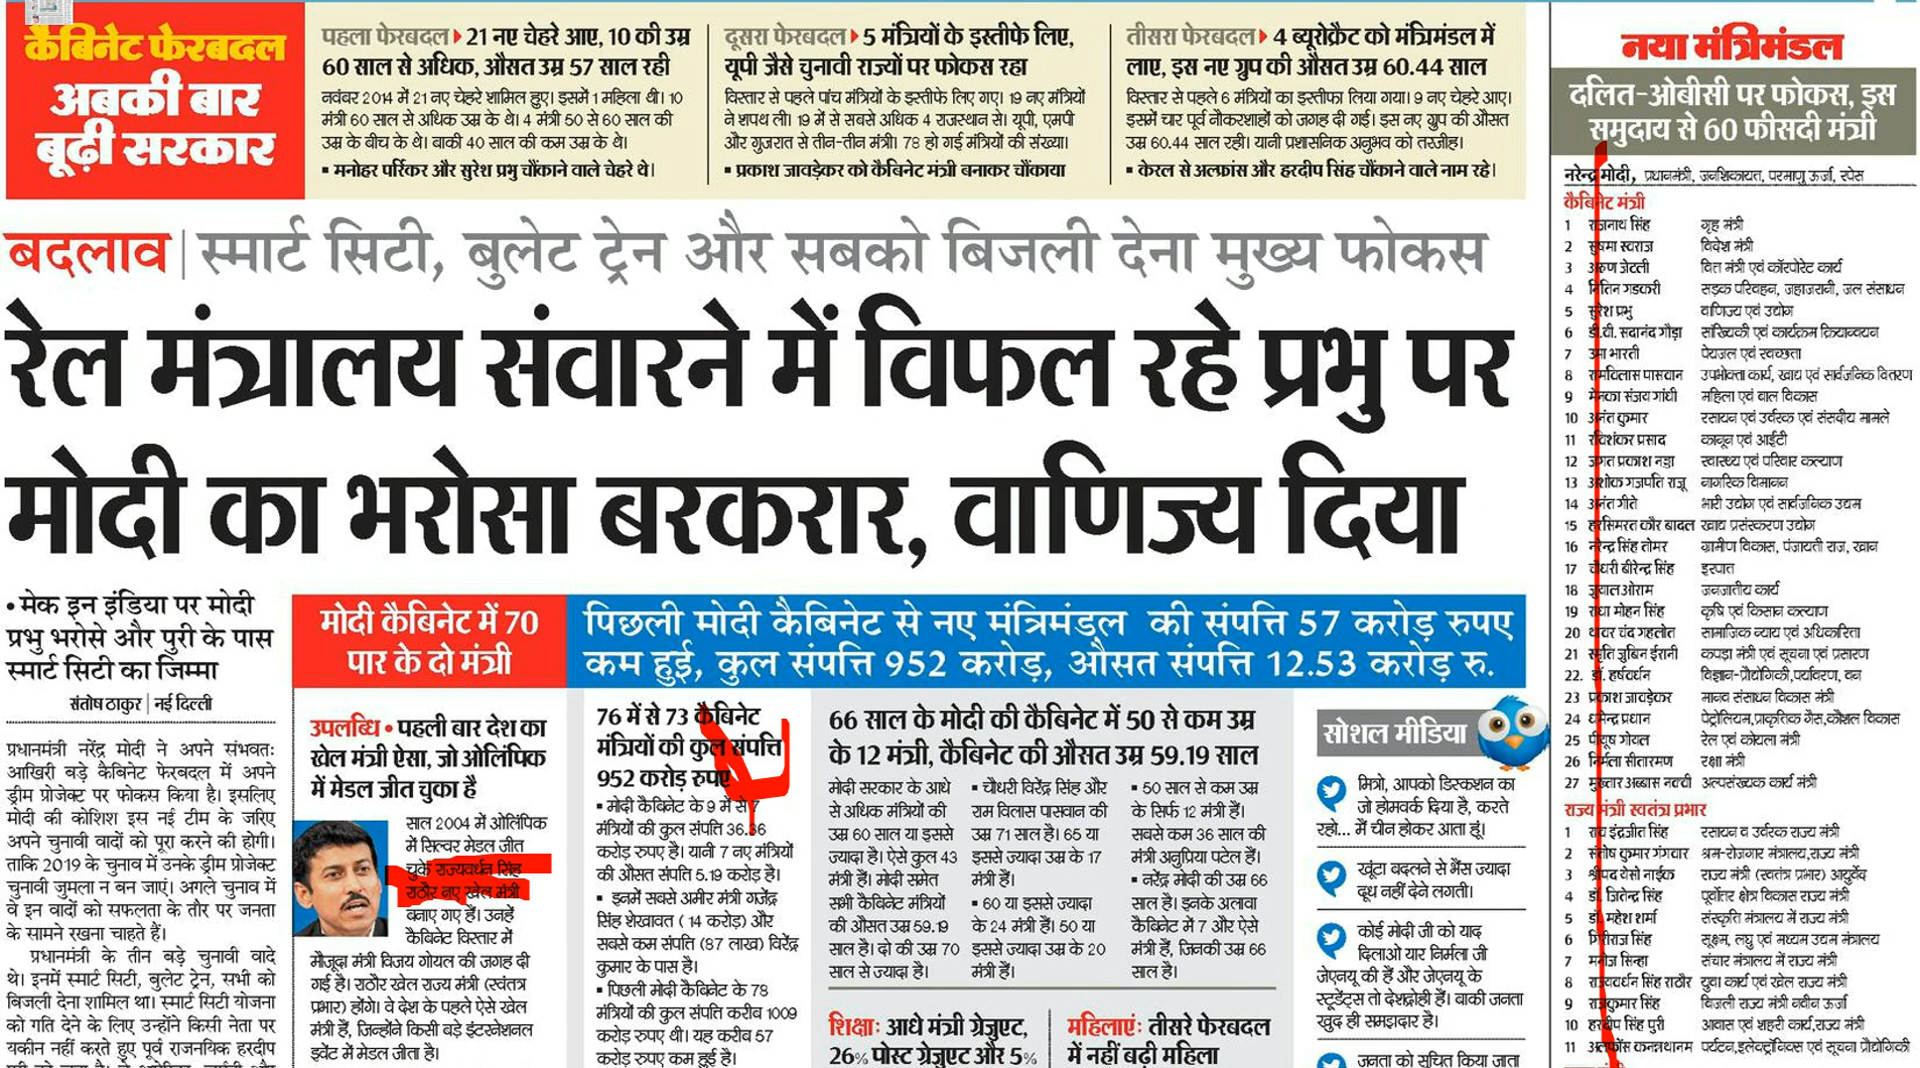 कैबिनेट फेरबदल
अबकी बार
बूढ़ी सरकार
पहला फेरबदल 21 नए चेहरे आए, 10 की उम्र
60 साल से अधिक, औसत उम्र 57 साल रही
नवंबर 2014 में 21 नए चेहरे शामिल हुए। इसमें 1 महिला थी। 10
मंत्री 60 साल से अधिक उम्र के थे। 4 मंत्री 50 से 60 साल की
उम्र के बीच के थे। बाकी 40 साल की कम उम्र के थे।
▪ मनोहर पर्रिकर और सुरेश प्रभु चौंकाने वाले चेहरे थे।
दूसरा फेरबदल 5 मंत्रियों के इस्तीफे लिए,
यूपी जैसे चुनावी राज्यों पर फोकस रहा
विस्तार से पहले पांच मंत्रियों के इस्तीफे लिए गए। 19 नए मंत्रियों
ने शपथ ली। 19 में से सबसे अधिक 4 राजस्थान से। यूपी, एमपी
और गुजरात से तीन-तीन मंत्री। 78 हो गई मंत्रियों की संख्या।
▪ प्रकाश जावड़ेकर को कैबिनेट मंत्री बनाकर चौंकाया
तीसरा फेरबदल 4 ब्यूरोक्रैट को मंत्रिमंडल में
लाए, इस नए ग्रुप की औसत उम्र 60.44 साल
विस्तार से पहले 6 मंत्रियों का इस्तीफा लिया गया। 9 नए चेहरे आए।
इसमें चार पूर्व नौकरशाहों को जगह दी गई। इस नए ग्रुप की औसत
उम्र 60.44 साल रही। यानी प्रशासनिक अनुभव को तरजीह।
▪ केरल से अल्फ्रांस और हरदीप सिंह चौंकाने वाले नाम रहे।
बदलाव | स्मार्ट सिटी, बुलेट ट्रेन और सबको बिजली देना मुख्य फोकस
रेल मंत्रालय संवारने में विफल रहे प्रभु पर
मोदी का भरोसा बरकरार, वाणिज्य दिया
• मेक इन इंडिया पर मोदी
प्रभु भरोसे और पुरी के पास
स्मार्ट सिटी का जिम्मा
संतोष ठाकुर | नई दिल्ली
प्रधानमंत्री नरेंद्र मोदी ने अपने संभवतः
आखिरी बड़े कैबिनेट फेरबदल में अपने
ड्रीम प्रोजेक्ट पर फोकस किया है। इसलिए
मोदी की कोशिश इस नई टीम के जरिए
अपने चुनावी वादों को पूरा करने की होगी।
ताकि 2019 के चुनाव में उनके ड्रीम प्रोजेक्ट
चुनावी जुमला न बन जाएं। अगले चुनाव में
वे इन वादों को सफलता के तौर पर जनता
के सामने रखना चाहते हैं।
प्रधानमंत्री के तीन बड़े चुनावी वादे
थे। इनमें स्मार्ट सिटी, बुलेट ट्रेन, सभी को
बिजली देना शामिल था। स्मार्ट सिटी योजना
को गति देने के लिए उन्होंने किसी नेता पर
यकीन नहीं करते हुए पूर्व राजनयिक हरदीप
मोदी कैबिनेट में 70
पार के दो मंत्री
उपलब्धि • पहली बार देश का
खेल मंत्री ऐसा, जो ओलिंपिक
में मेडल जीत चुका है
साल 2004 में ओलिंपिक
में सिल्वर मेडल जीत
चुके राज्यवर्धन सिंह
राठौर नए खेल मंत्री
बनाए गए हैं। उनहें
कैबिनेट विस्तार में
मौजूदा मंत्री विजय गोयल की जगह दी
गई है। राठौर खेल राज्य मंत्री (स्वतंत्र
प्रभार) होंगे। वे देश के पहले ऐसे खेल
मंत्री हैं, जिन्होंने किसी बड़े इंटरनेशनल
इवेंट में मेडल जीता है।
पिछली मोदी कैबिनेट से नए मंत्रिमंडल की संपत्ति 57 करोड़ रुपए
कम हुई, कुल संपत्ति 952 करोड़, औसत संपत्ति 12.53 करोड़ रु.
76 में से 73 कैबिनेट
मंत्रियों की कुल संपत्ति
952 करोड़ रुपए
▪ मोदी कैबिनेट के 9 में से 7
मंत्रियों की कुल संपति 36.36
करोड़ रुपए है। यानी 7 नए मंत्रियों
की औसत संपति 5.19 करोड़ है।
▪ इनमें सबसे अमीर मंत्री गजेंद्र
सिंह शेखावत ( 14 करोड़) और
सबसे कम संपति (87 लाख) विरेंद्र
कुमार के पास है।
▪ पिछली मोदी कैबिनेट के 78
मंत्रियों की कुल संपति करीब 1009
करोड़ रुपए थी। यह करीब 57
करोड़ रुपए कम हुई है।
66 साल के मोदी की कैबिनेट में 50 से कम उम्र
के 12 मंत्री, कैबिनेट की औसत उम्र 59.19 साल
मोदी सरकार के आधे
से अधिक मंत्रियों की
उम्र 60 साल या इससे
ज्यादा है। ऐसे कुल 43
मंत्री हैं। मोदी समेत
सभी कैबिनेट मंत्रियों
की औसत उम्र 59.19
साल है। दो की उम्र 70
साल से ज्यादा है।
▪ चौधरी विरेंद्र सिंह और
राम विलास पासवान की
उम्र 71 साल है। 65 या
इससे ज्यादा उम्र के 17
मंत्री हैं।
▪ 60 या इससे ज्यादा
के 24 मंत्री हैं। 50 या
इससे ज्यादा उम्र के 20
मंत्री हैं।
▪ 50 साल से कम उम्र
के सिर्फ 12 मंत्री हैं।
सबसे कम 36 साल की
मंत्री अनुप्रिया पटेल हैं।
▪ नरेंद्र मोदी की उम्र 66
साल है। इनके अलावा
कैबिनेट में 7 और ऐसे
मंत्री हैं, जिनकी उम्र 66
साल है।
शिक्षाः आधे मंत्री ग्रेजुएट,
26% पोस्ट ग्रेजुएट और 5%
महिलाएं: तीसरे फेरबदल
में नहीं बढ़ी महिला
सोशल मीडिया
मित्रो, आपको डिस्कशन का
जो होमवर्क दिया है, करते
रहो... मैं चीन होकर आता हूं।
खूंटा बदलने से भैंस ज्यादा
दूध नहीं देने लगती।
कोई मोदी जी को याद
दिलाओ यार निर्मला जी
जेएनयू की हैं और जेएनयू के
स्टूडेंट्स तो देशद्रोही हैं। बाकी जनता
खुद ही समझदार है।
जनता को सूचित किया जाता
नया मंत्रिमंडल
दलित-ओबीसी पर फोकस, इस
समुदाय से 60 फीसदी मंत्री
नरेन्द्र मोदी, प्रधानमंत्री, जनशिकायत, परमाणु ऊर्जा, स्पेस
कैबिनेट मंत्री
1 राजनाथ सिंह गृह मंत्री
2 सुषमा स्वराज विदेश मंत्री
3 अरुण जेटली वित्त मंत्री एवं कॉरपोरेट कार्य
4 नितिन गडकरी सड़क परिवहन, जहाजरानी, जल संसाधन
5 सुरेश प्रभु वाणिज्य एवं उद्योग
6 डी.वी. सदानंद गौड़ा सांख्यिकी एवं कार्यक्रम क्रियान्वयन
7 उमा भारती पेयजल एवं स्वच्छता
8 रामविलास पासवान उपभोक्ता कार्य, खाद्य एवं सार्वजनिक वितरण
9 मेनका संजय गांधी महिला एवं बाल विकास
10 अनंत कुमार रसायन एवं उर्वरक एवं संसदीय मामले
11 रविशंकर प्रसाद कानून एवं आईटी
12 जगत प्रकाश नड्डा स्वास्थ्य एवं परिवार कल्याण
13 अशोक गजपति राजू नागरिक विमानन
14 अनंत गीते भारी उद्योग एवं सार्वजनिक उद्यम
15 हरसिमरत कौर बादल खाद्य प्रसंस्करण उद्योग
16 नरेन्द्र सिंह तोमर ग्रामीण विकास, पंचायती राज, खान
17 चौधरी बीरेन्द्र सिंह इस्पात
18 जुवाल ओराम जनजातीय कार्य
19 राधा मोहन सिंह कृषि एवं किसान कल्याण
20 थावर चंद गहलोत सामाजिक न्याय एवं अधिकारिता
21 स्मृति जुबिन ईरानी कपड़ा मंत्री एवं सूचना एवं प्रसारण
22. डॉ. हर्षवर्धन विज्ञान-प्रौद्योगिकी,पर्यावरण, वन
23 प्रकाश जावड़ेकर मानव संसाधन विकास मंत्री
24 धर्मेन्द्र प्रधान पेट्रोलियम,प्राकृतिक गैस,कौशल विकास
25 पीयूष गोयल रेल एवं कोयला मंत्री
26 निर्मला सीतारमण रक्षा मंत्री
27 मुख्तार अब्बास नक्वी अल्पसंख्यक कार्य मंत्री
राज्य मंत्री स्वतंत्र प्रभार
1 राव इंद्रजीत सिंह रसायन व उर्वरक राज्य मंत्री
2 संतोष कुमार गंगवार श्रम-रोजगार मंत्रालय,राज्य मंत्री
3 श्रीपद येसो नाईक राज्य मंत्री (स्वतंत्र प्रभार) आयुर्वेद
4 डॉ. जितेन्द्र सिंह पूर्वोत्तर क्षेत्र विकास राज्य मंत्री
5 डॉ. महेश शर्मा संस्कृति मंत्रालय में राज्य मंत्री
6 गिरीराज सिंह सूक्ष्म, लघु एवं मध्यम उद्यम मंत्रालय
7 मनोज सिन्हा संचार मंत्रालय में राज्य मंत्री
8 राज्यवर्धन सिंह राठौर युवा कार्य एवं खेल राज्य मंत्री
9 राजकुमार सिंह बिजली राज्य मंत्री नवीन ऊर्जा
10 हरदीप सिंह पुरी आवास एवं शहरी कार्य,राज्य मंत्री
11 अलफोंस कन्नथानम पर्यटन,इलेक्ट्रॉनिक्स एवं सूचना प्रौद्योगिकी